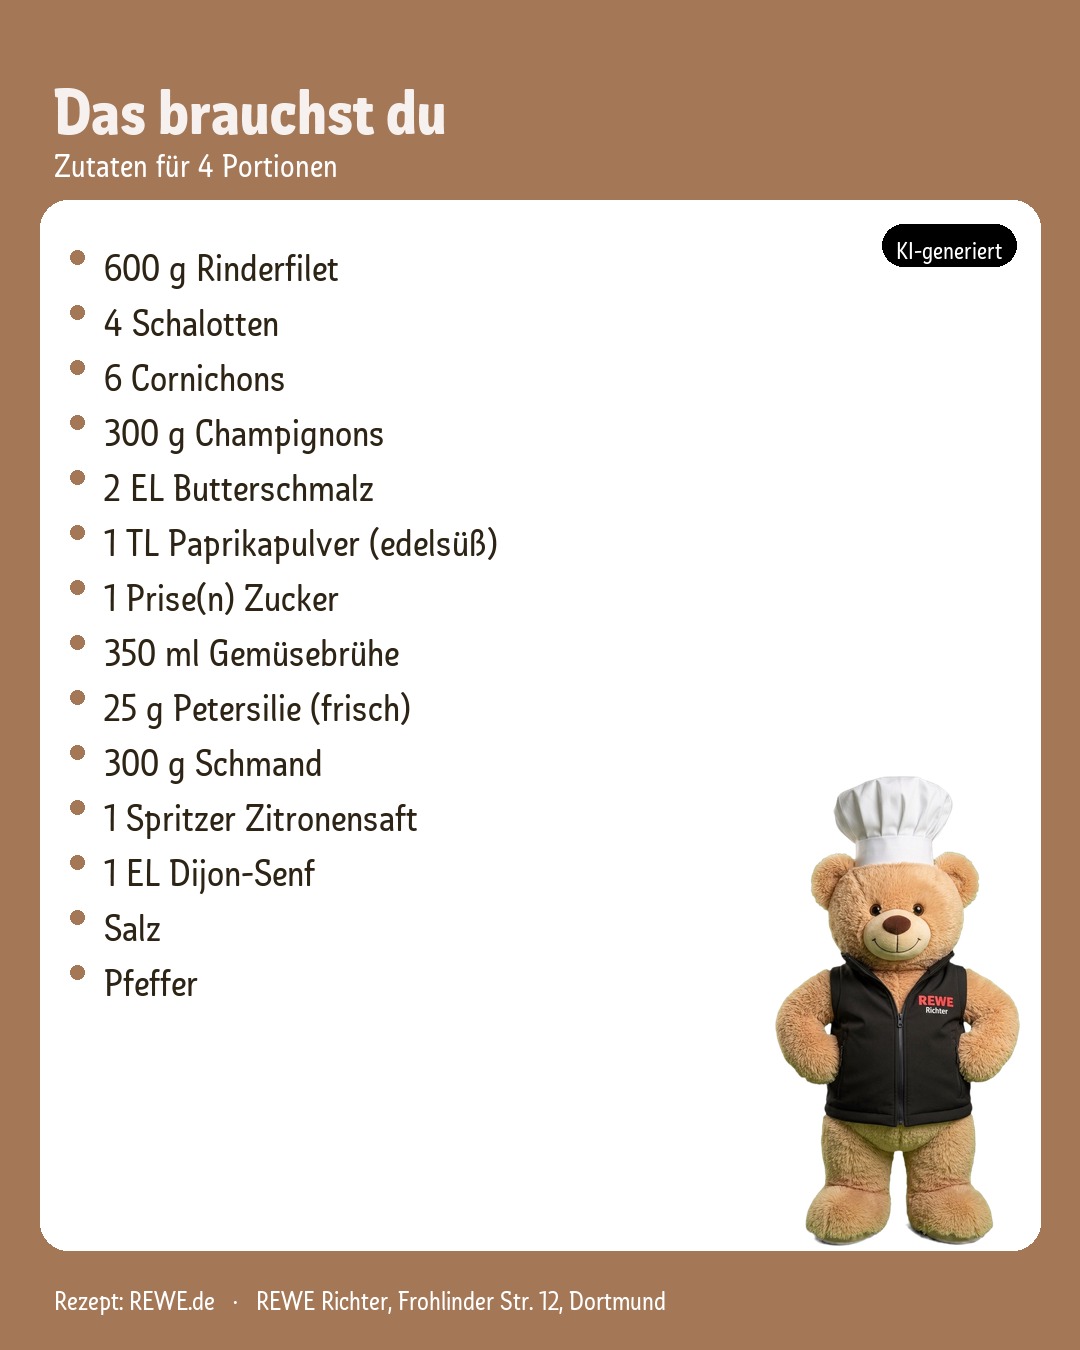 Das brauchst du
Zutaten für 4 Portionen
KI-generiert
600 g Rinderfilet
4 Schalotten
6 Cornichons
300 g Champignons
2 EL Butterschmalz
1 TL Paprikapulver (edelsüß)
1 Prise(n) Zucker
350 ml Gemüsebrühe
25 g Petersilie (frisch)
300 g Schmand
1 Spritzer Zitronensaft
1 EL Dijon-Senf
Salz
Pfeffer
REWE
Richter
Rezept: REWE.de · REWE Richter, Frohlinder Str. 12, Dortmund